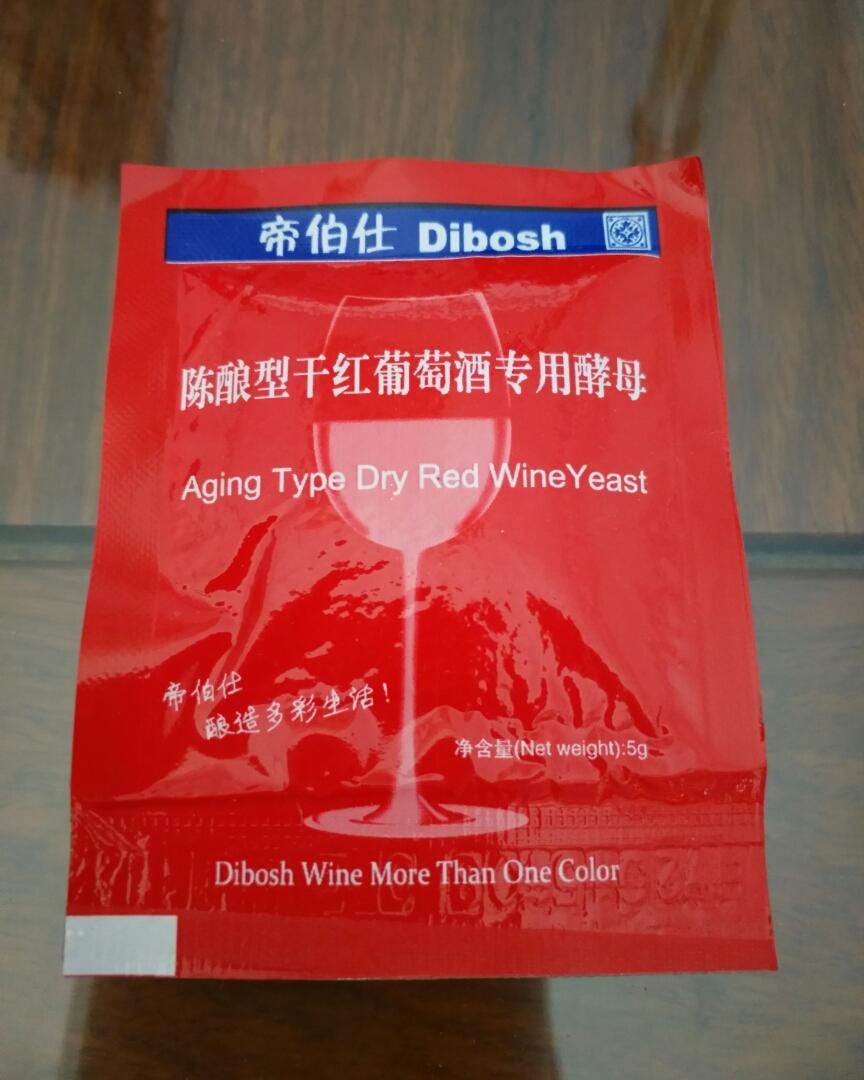 帝伯仕 Dibosh
陈酿型干红葡萄酒专用酵母
Aging Type Dry Red WineYeast
帝伯仕
酿造多彩生活!
净含量(Net weight):5g
Dibosh Wine More Than One Color